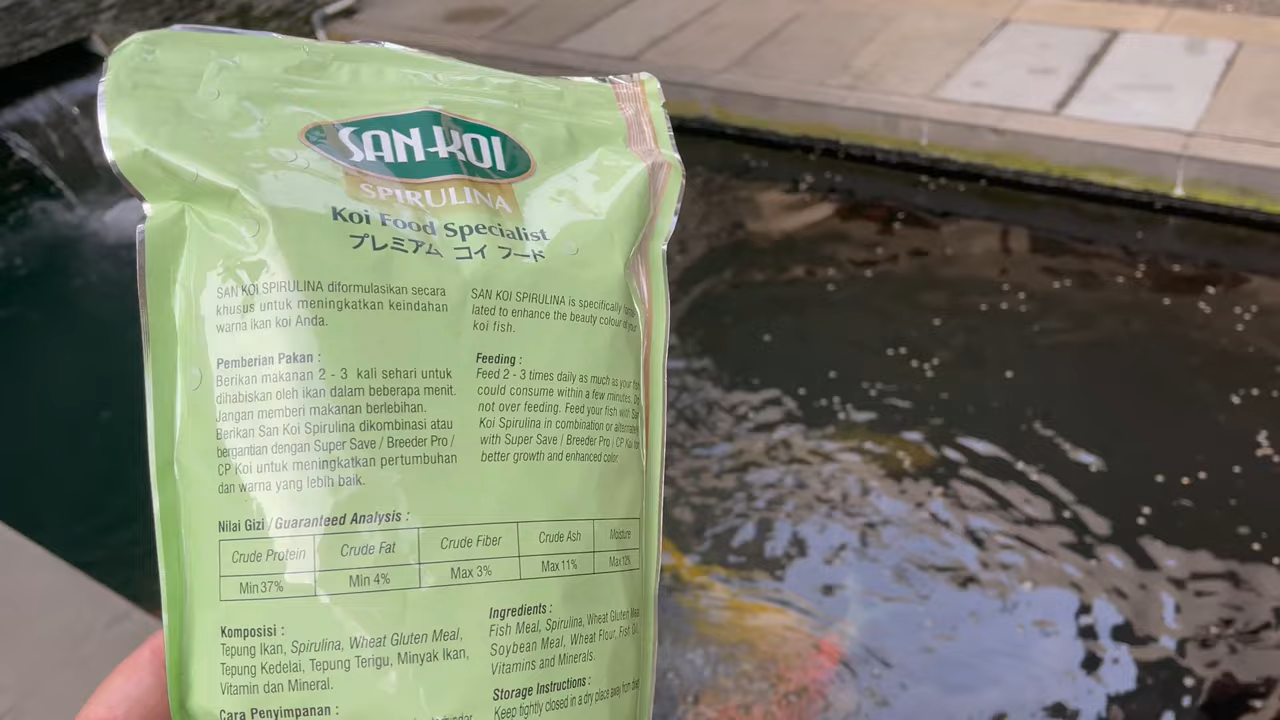 SAN-KOI
SPIRULINA
Koi Food Specialist
プレミアム コイ フード
SAN KOI SPIRULINA diformulasikan secara
khusus untuk meningkatkan keindahan
warna ikan koi Anda.
SAN KOI SPIRULINA is specifically
lated to enhance the beauty colour of your
koi fish.
Pemberian Pakan :
Berikan makanan 2 - 3 kali sehari untuk
dihabiskan oleh ikan dalam beberapa menit.
Jangan memberi makanan berlebihan.
Berikan San Koi Spirulina dikombinasi atau
bergantian dengan Super Save / Breeder Pro /
CP Koi untuk meningkatkan pertumbuhan
dan warna yang lebih baik.
Feeding :
Feed 2 - 3 times daily as much as your fish
could consume within a few minutes. Do
not over feeding. Feed your fish with San
Koi Spirulina in combination or alternately
with Super Save / Breeder Pro / CP Koi for
better growth and enhanced color.
Nilai Gizi / Guaranteed Analysis :
Crude Protein Crude Fat Crude Fiber Crude Ash Moisture
Min 37% Min 4% Max 3% Max 11% Max 12%
Komposisi :
Tepung Ikan, Spirulina, Wheat Gluten Meal,
Tepung Kedelai, Tepung Terigu, Minyak Ikan,
Vitamin dan Mineral.
Ingredients :
Fish Meal, Spirulina, Wheat Gluten Meal,
Soybean Meal, Wheat Flour, Fish Oil,
Vitamins and Minerals.
Cara Penyimpanan :
Storage Instructions :
Keep tightly closed in a dry place away from